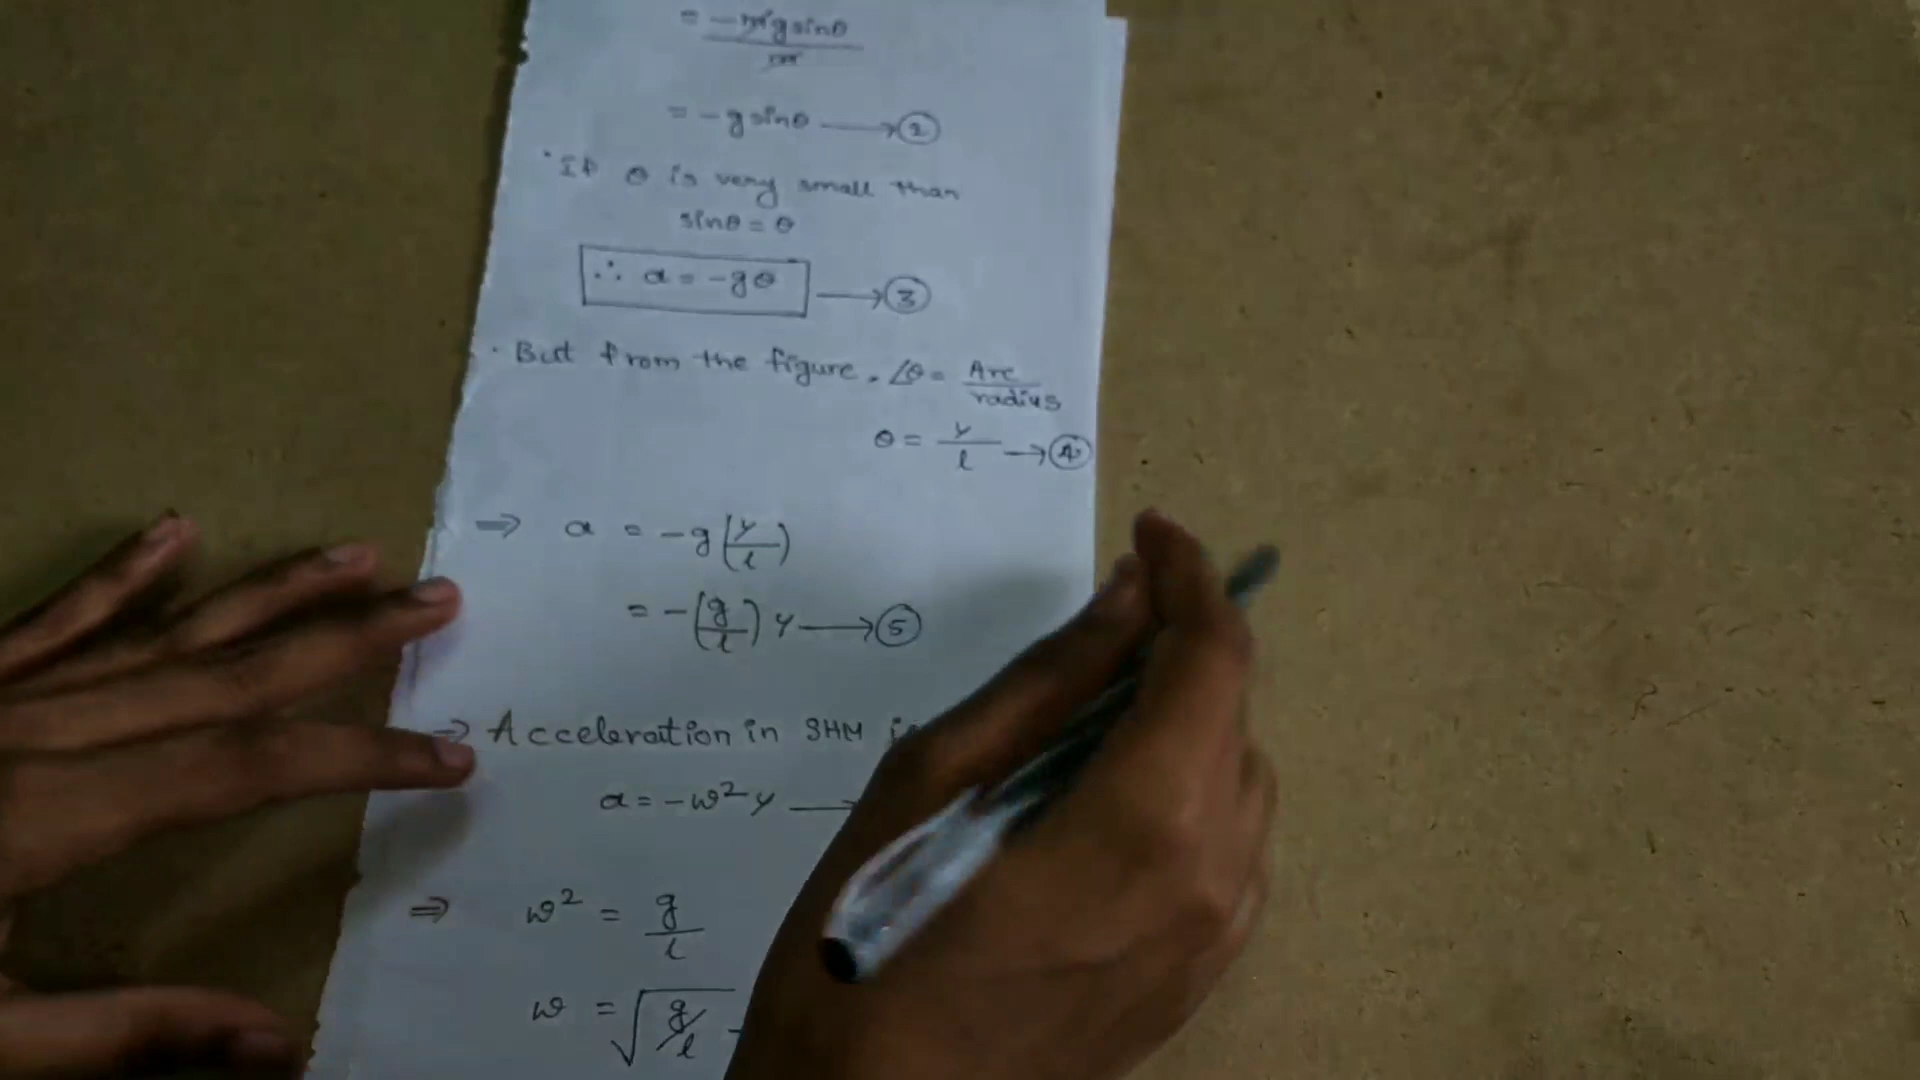 = -mg sinθ
m
= -g sinθ → 2
· If θ is very small than
sinθ = θ
∴ a = -gθ → 3
· But from the figure, ∠θ = Arc / radius
θ = y / l → 4
⇒ a = -g(y/l)
= -(g/l) y → 5
⇒ Acceleration in SHM
a = -ω²y →
⇒ ω² = g / l
ω = √g/l